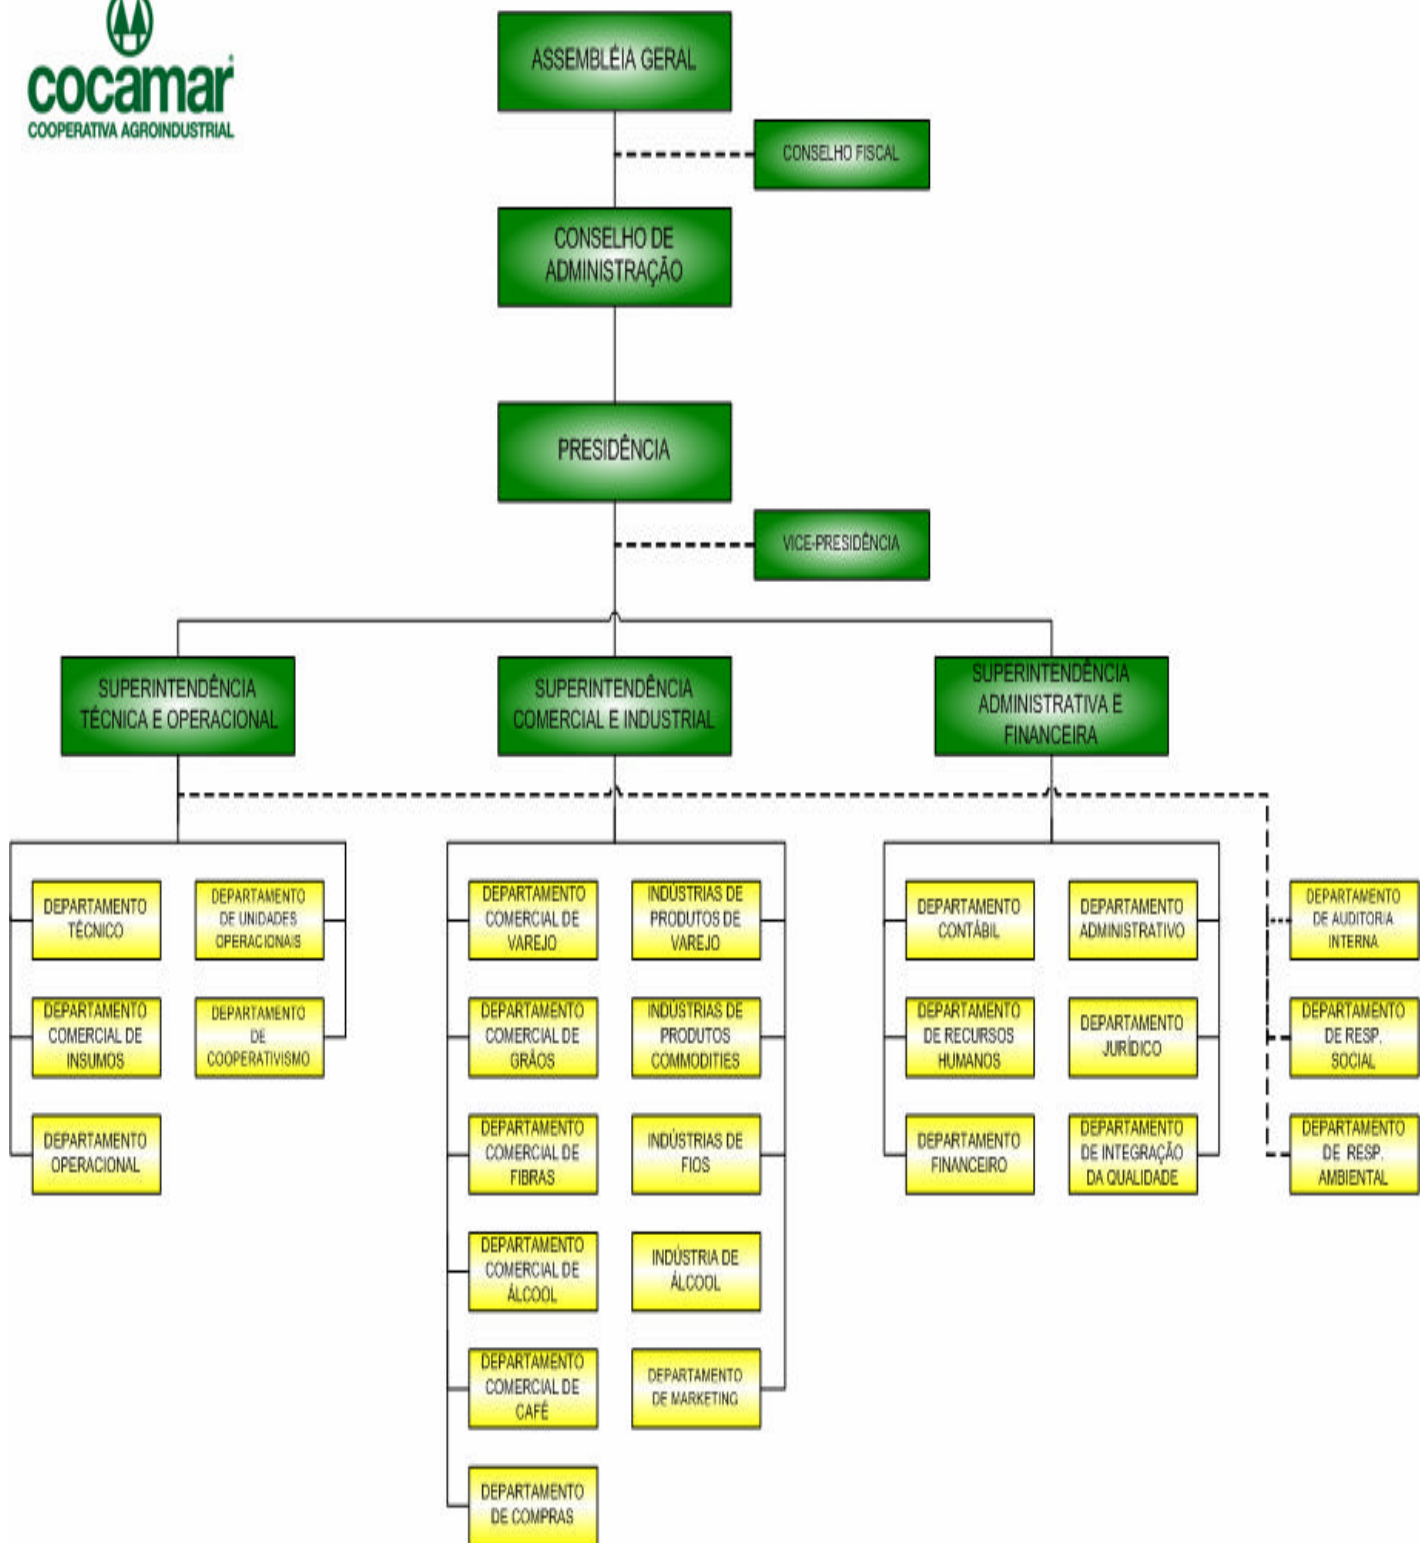 cocamar
COOPERATIVA AGROINDUSTRIAL
ASSEMBLÉIA GERAL
CONSELHO FISCAL
CONSELHO DE
ADMINISTRAÇÃO
PRESIDÊNCIA
VICE-PRESIDÊNCIA
SUPERINTENDÊNCIA
TÉCNICA E OPERACIONAL
SUPERINTENDÊNCIA
COMERCIAL E INDUSTRIAL
SUPERINTENDÊNCIA
ADMINISTRATIVA E
FINANCEIRA
DEPARTAMENTO
TÉCNICO
DEPARTAMENTO
DE UNIDADES
OPERACIONAIS
DEPARTAMENTO
COMERCIAL DE
INSUMOS
DEPARTAMENTO
DE
COOPERATIVISMO
DEPARTAMENTO
OPERACIONAL
DEPARTAMENTO
COMERCIAL DE
VAREJO
INDÚSTRIAS DE
PRODUTOS DE
VAREJO
DEPARTAMENTO
COMERCIAL DE
GRÃOS
INDÚSTRIAS DE
PRODUTOS
COMMODITIES
DEPARTAMENTO
COMERCIAL DE
FIBRAS
INDÚSTRIAS DE
FIOS
DEPARTAMENTO
COMERCIAL DE
ÁLCOOL
INDÚSTRIA DE
ÁLCOOL
DEPARTAMENTO
COMERCIAL DE
CAFÉ
DEPARTAMENTO
DE MARKETING
DEPARTAMENTO
DE COMPRAS
DEPARTAMENTO
CONTÁBIL
DEPARTAMENTO
ADMINISTRATIVO
DEPARTAMENTO
DE RECURSOS
HUMANOS
DEPARTAMENTO
JURÍDICO
DEPARTAMENTO
FINANCEIRO
DEPARTAMENTO
DE INTEGRAÇÃO
DA QUALIDADE
DEPARTAMENTO
DE AUDITORIA
INTERNA
DEPARTAMENTO
DE RESP.
SOCIAL
DEPARTAMENTO
DE RESP.
AMBIENTAL